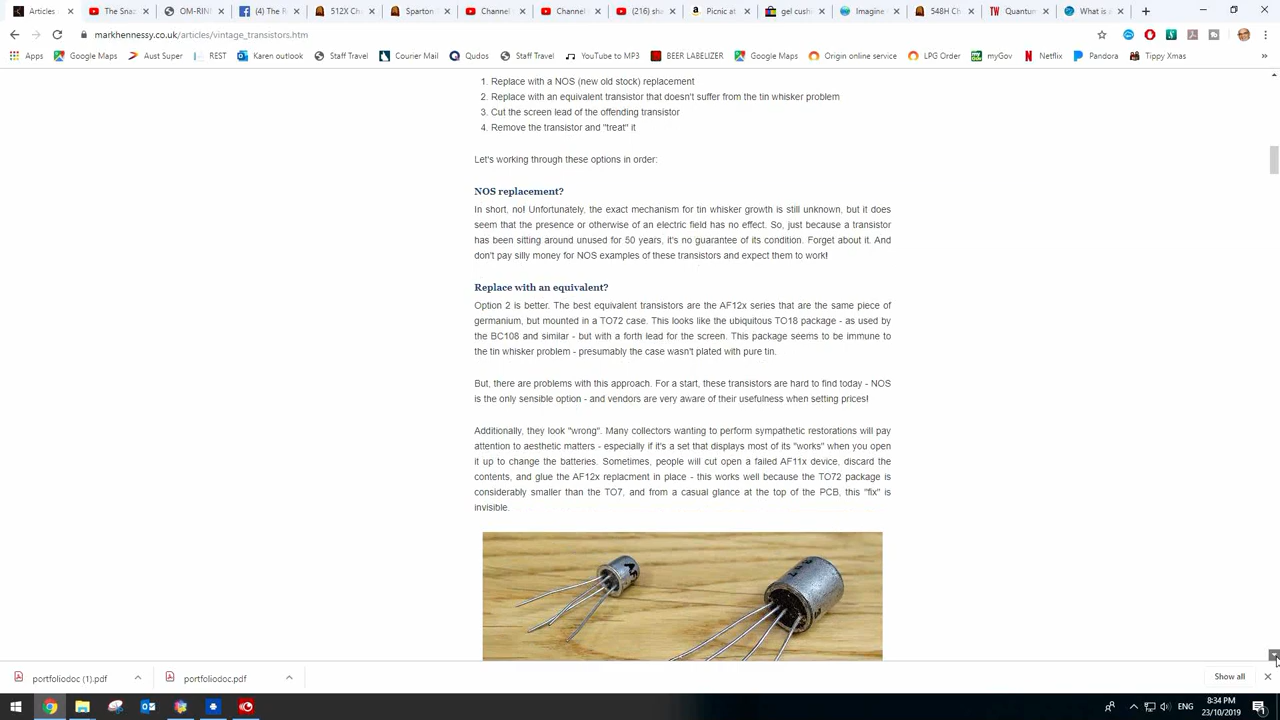 Articles
The Snaz
OM-RINI
(4) The R
512X Ch
Sparton
Channel
Channel
(216) sha
Picnic at
gel cush
Imagine
548H Ch
Quantun
What is
markhennessy.co.uk/articles/vintage_transistors.htm
Apps
Google Maps
Aust Super
REST
Karen outlook
Staff Travel
Courier Mail
Qudos
Staff Travel
YouTube to MP3
BEER LABELIZER
Google Maps
Origin online service
LPG Order
myGov
Netflix
Pandora
Tippy Xmas
1. Replace with a NOS (new old stock) replacement
2. Replace with an equivalent transistor that doesn't suffer from the tin whisker problem
3. Cut the screen lead of the offending transistor
4. Remove the transistor and "treat" it
Let's working through these options in order:
NOS replacement?
In short, no! Unfortunately, the exact mechanism for tin whisker growth is still unknown, but it does
seem that the presence or otherwise of an electric field has no effect. So, just because a transistor
has been sitting around unused for 50 years, it's no guarantee of its condition. Forget about it. And
don't pay silly money for NOS examples of these transistors and expect them to work!
Replace with an equivalent?
Option 2 is better. The best equivalent transistors are the AF12x series that are the same piece of
germanium, but mounted in a TO72 case. This looks like the ubiquitous TO18 package - as used by
the BC108 and similar - but with a forth lead for the screen. This package seems to be immune to
the tin whisker problem - presumably the case wasn't plated with pure tin.
But, there are problems with this approach. For a start, these transistors are hard to find today - NOS
is the only sensible option - and vendors are very aware of their usefulness when setting prices!
Additionally, they look "wrong". Many collectors wanting to perform sympathetic restorations will pay
attention to aesthetic matters - especially if it's a set that displays most of its "works" when you open
it up to change the batteries. Sometimes, people will cut open a failed AF11x device, discard the
contents, and glue the AF12x replacment in place - this works well because the TO72 package is
considerably smaller than the TO7, and from a casual glance at the top of the PCB, this "fix" is
invisible.
portfoliodoc (1).pdf
portfoliodoc.pdf
Show all
ENG
8:34 PM
23/10/2019